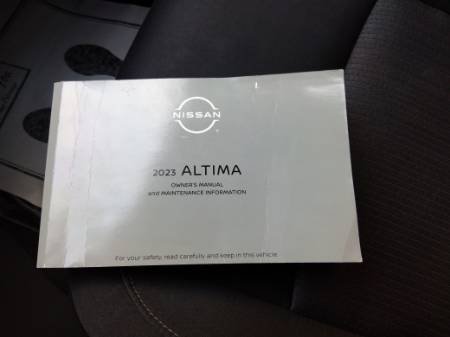 NISSAN
2023 ALTIMA
OWNER'S MANUAL
and MAINTENANCE INFORMATION
For your safety, read carefully and keep in this vehicle.